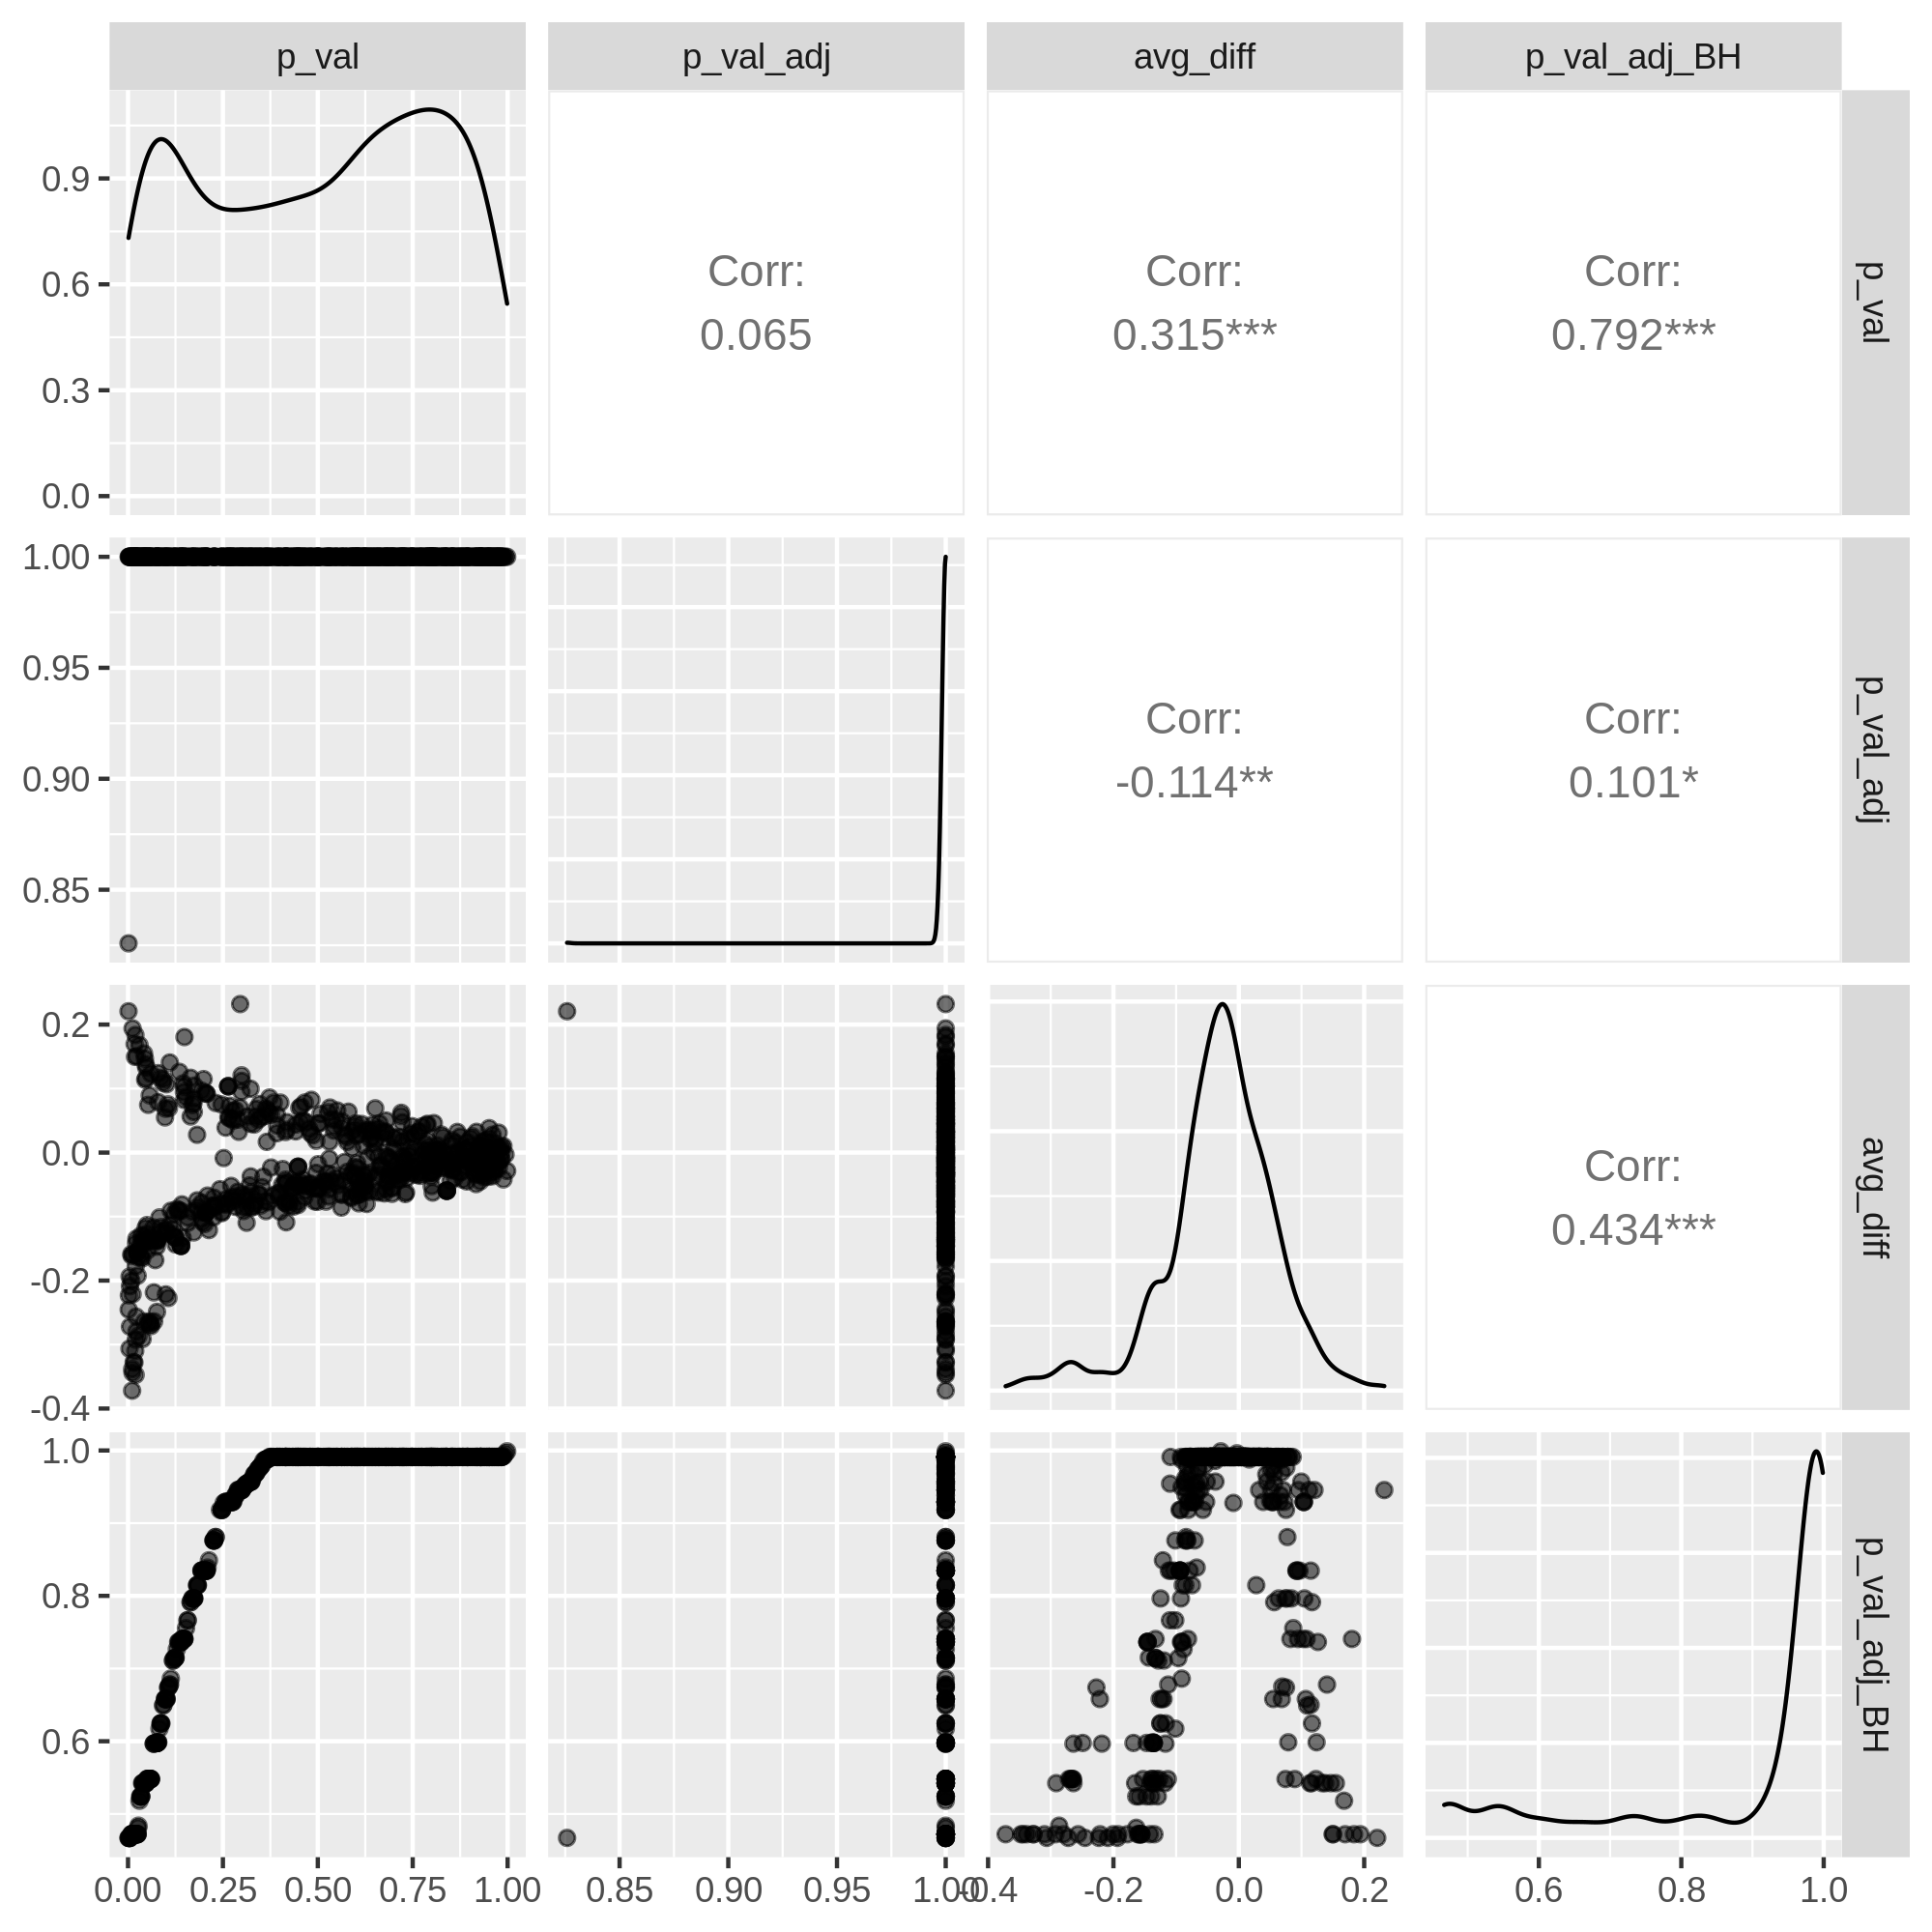 p_val p_val_adj avg_diff p_val_adj_BH
0.9
0.6
0.3
0.0
Corr:
0.065
Corr:
0.315***
Corr:
0.792***
p_val
1.00
0.95
0.90
0.85
Corr:
-0.114**
Corr:
0.101*
p_val_adj
0.2
0.0
-0.2
-0.4
Corr:
0.434***
avg_diff
1.0
0.8
0.6
p_val_adj_BH
0.00 0.25 0.50 0.75 1.00
0.85 0.90 0.95 1.00
-0.4 -0.2 0.0 0.2
0.6 0.8 1.0